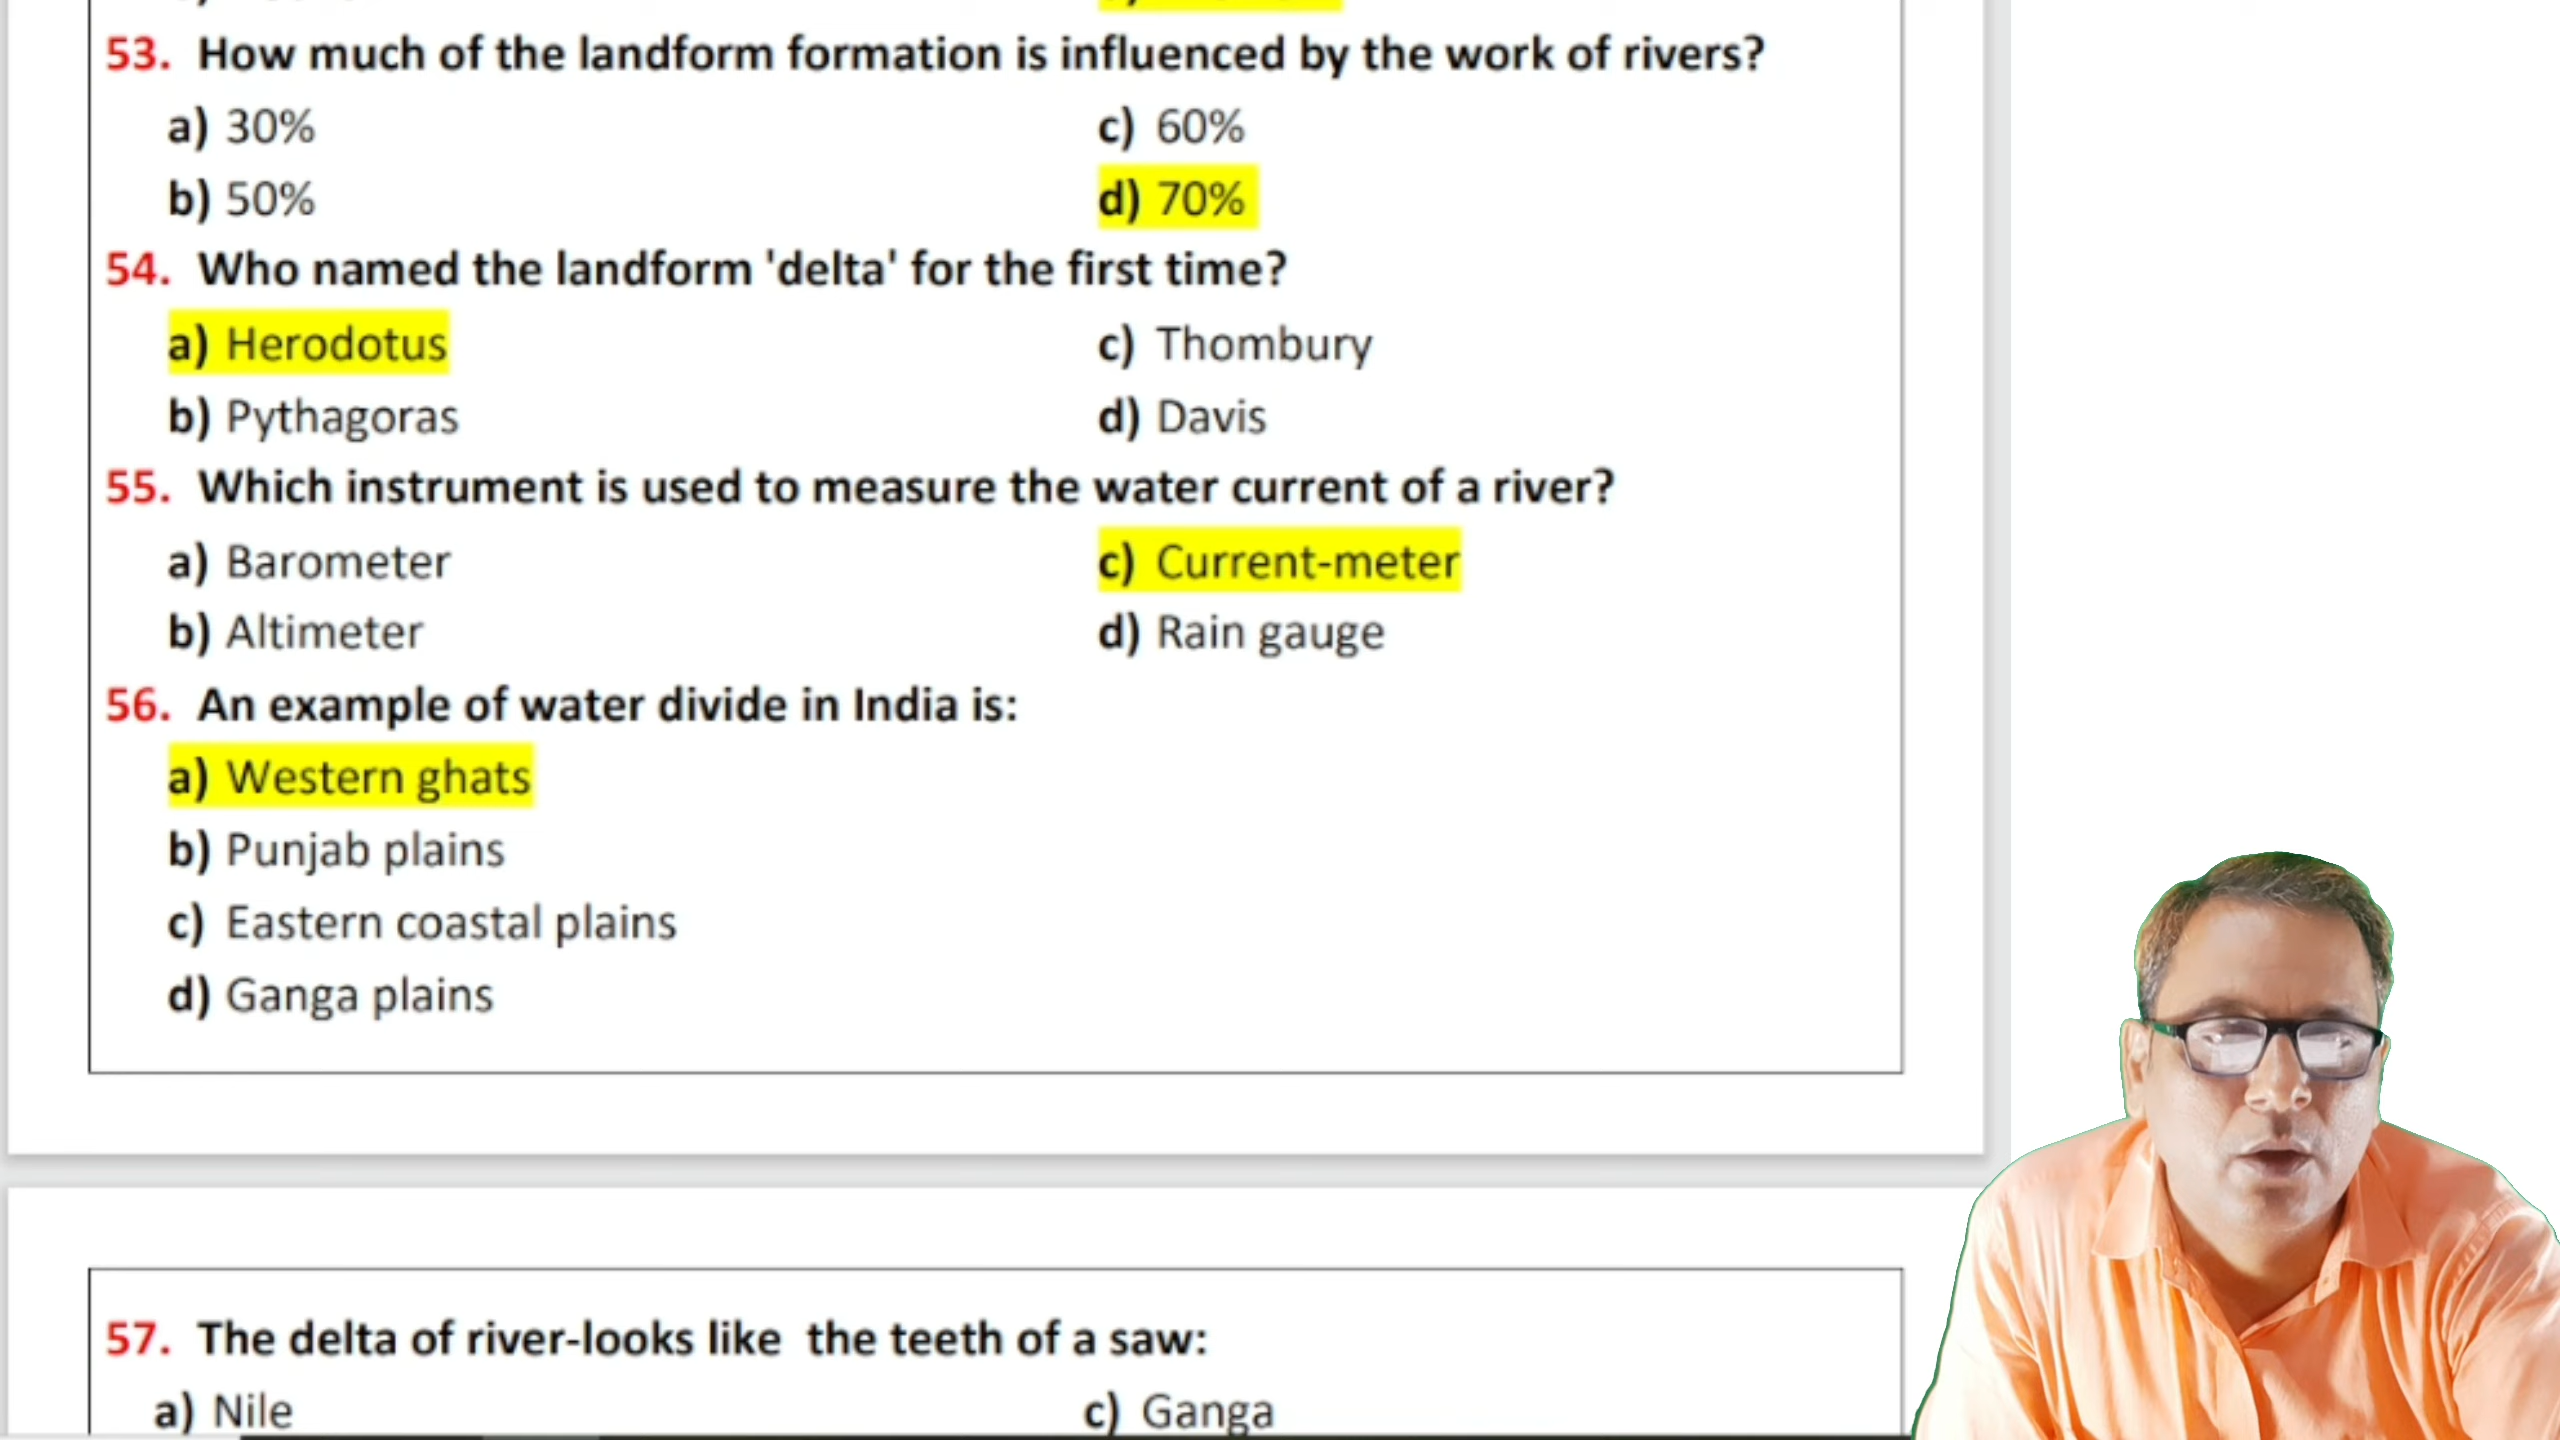 53. How much of the landform formation is influenced by the work of rivers?
a) 30% c) 60%
b) 50% d) 70%
54. Who named the landform 'delta' for the first time?
a) Herodotus c) Thombury
b) Pythagoras d) Davis
55. Which instrument is used to measure the water current of a river?
a) Barometer c) Current-meter
b) Altimeter d) Rain gauge
56. An example of water divide in India is:
a) Western ghats
b) Punjab plains
c) Eastern coastal plains
d) Ganga plains
57. The delta of river-looks like the teeth of a saw:
a) Nile c) Ganga